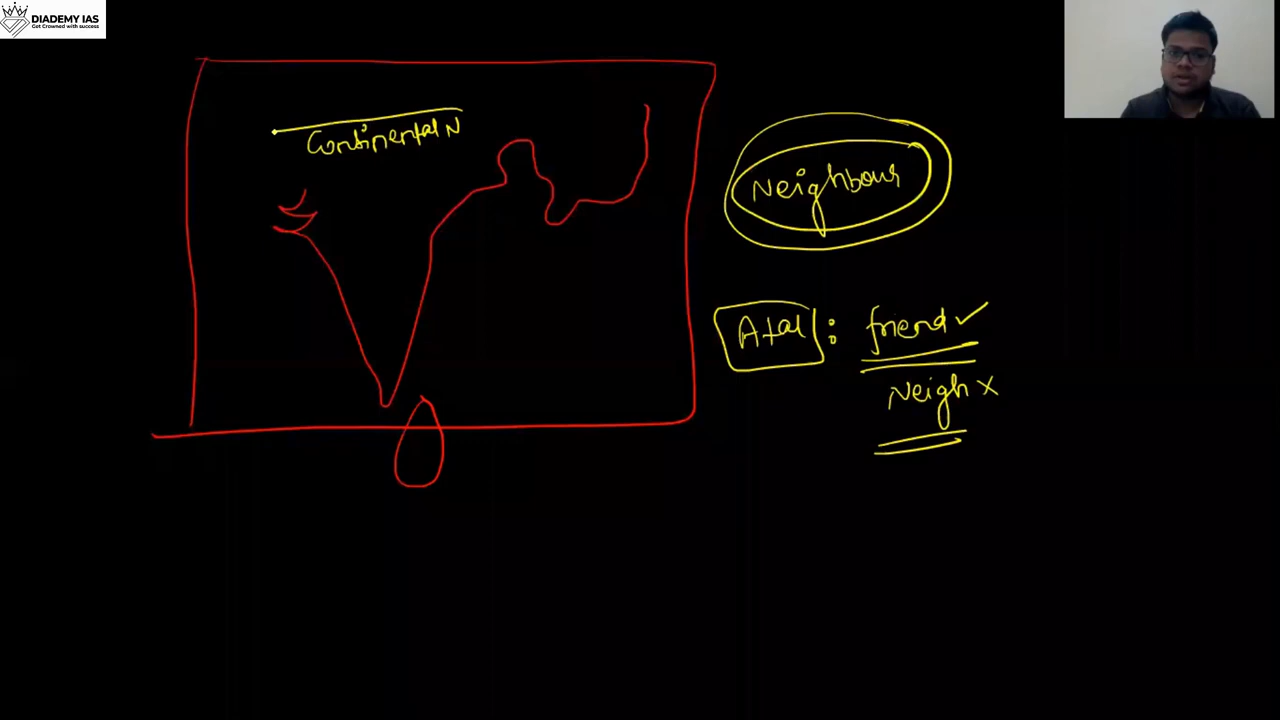 DIADEMY IAS
Get Crowned with success
Continental N
Neighbour
Atal : friend ✓
Neigh X